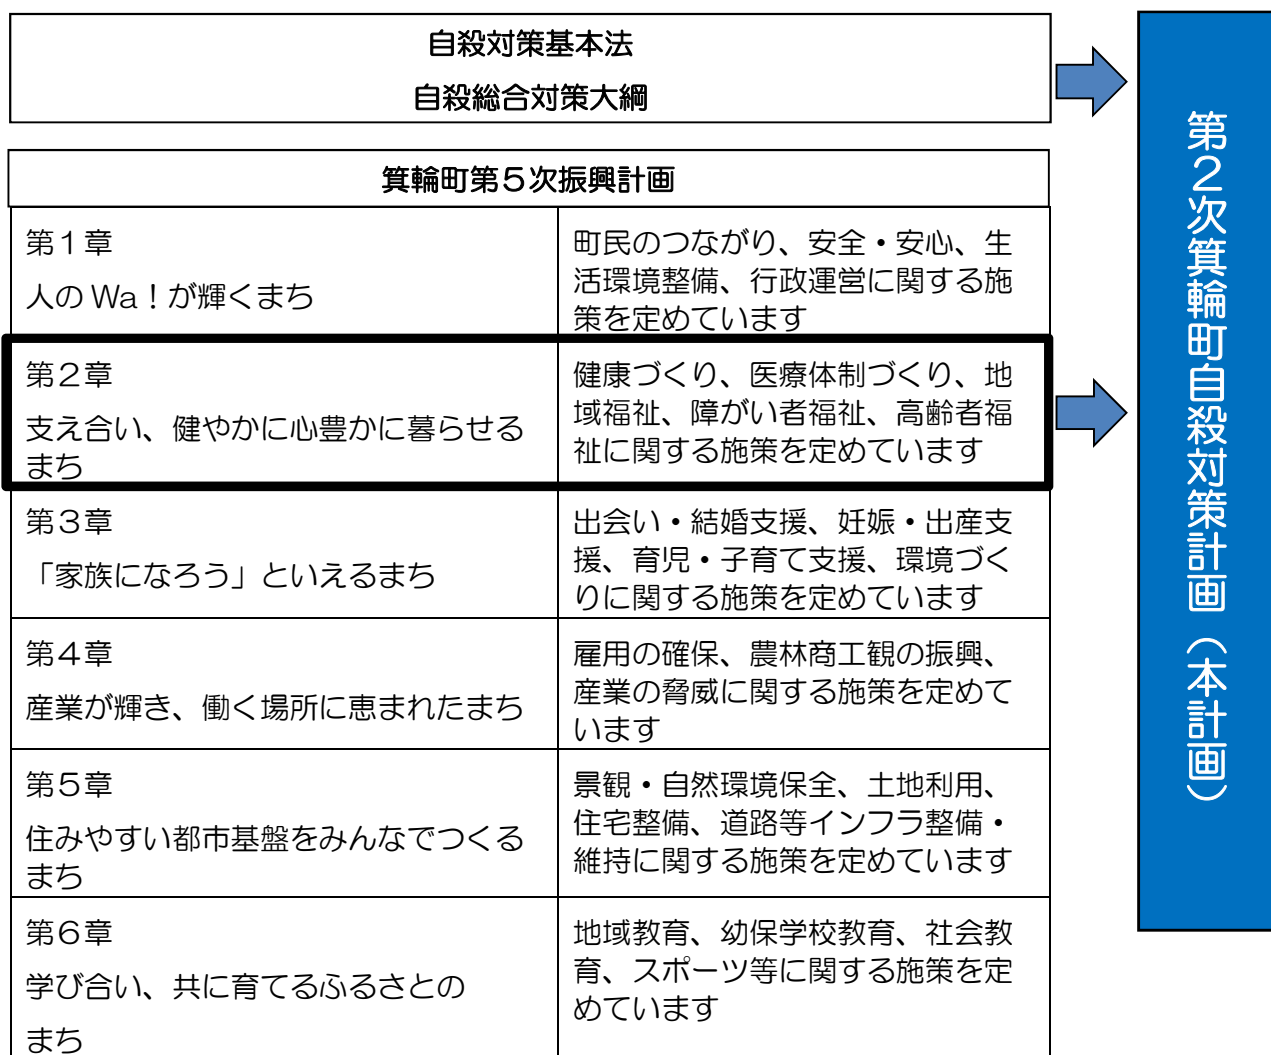 自殺対策基本法
自殺総合対策大綱
箕輪町第５次振興計画
第１章
人の Wa！が輝くまち
町民のつながり、安全・安心、生
活環境整備、行政運営に関する施
策を定めています
第２章
支え合い、健やかに心豊かに暮らせる
まち
健康づくり、医療体制づくり、地
域福祉、障がい者福祉、高齢者福
祉に関する施策を定めています
第３章
「家族になろう」といえるまち
出会い・結婚支援、妊娠・出産支
援、育児・子育て支援、環境づく
りに関する施策を定めています
第４章
産業が輝き、働く場所に恵まれたまち
雇用の確保、農林商工観の振興、
産業の脅威に関する施策を定めて
います
第５章
住みやすい都市基盤をみんなでつくる
まち
景観・自然環境保全、土地利用、
住宅整備、道路等インフラ整備・
維持に関する施策を定めています
第６章
学び合い、共に育てるふるさとの
まち
地域教育、幼保学校教育、社会教
育、スポーツ等に関する施策を定
めています
第２次箕輪町自殺対策計画（本計画）